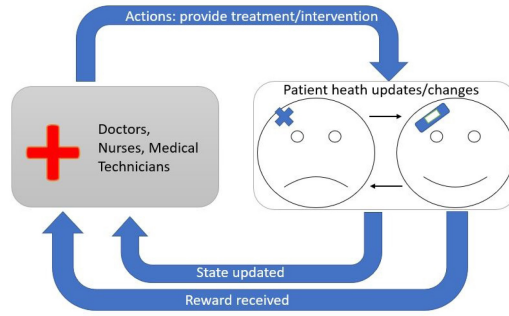 Actions: provide treatment/intervention
Patient heath updates/changes
Doctors,
Nurses, Medical
Technicians
State updated
Reward received